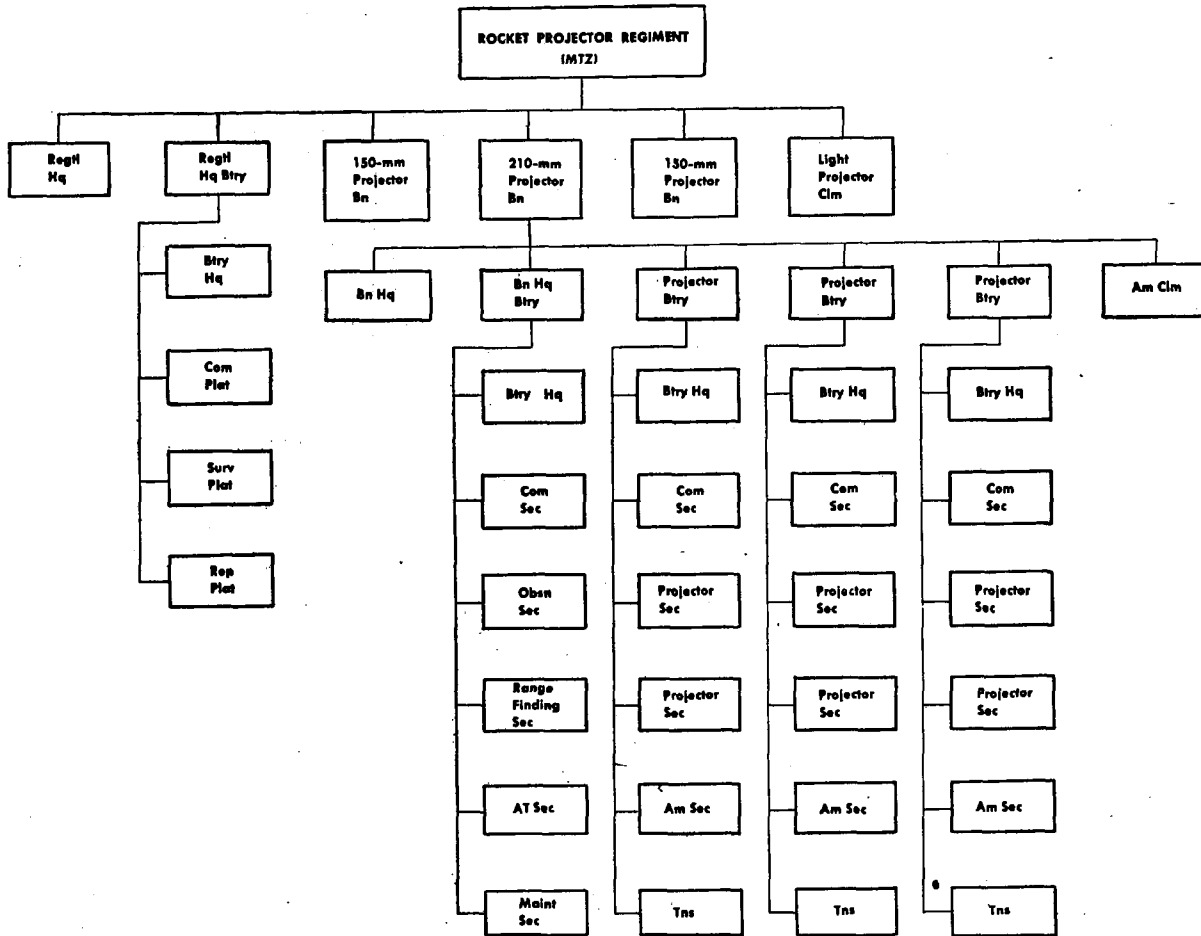 ROCKET PROJECTOR REGIMENT
(MTZ)
Regtl
Hq
Regtl
Hq Btry
150-mm
Projector
Bn
210-mm
Projector
Bn
150-mm
Projector
Bn
Light
Projector
Clm
Btry
Hq
Com
Plat
Surv
Plat
Rep
Plat
Bn Hq
Bn Hq
Btry
Projector
Btry
Projector
Btry
Projector
Btry
Am Clm
Btry Hq
Btry Hq
Btry Hq
Btry Hq
Com
Sec
Com
Sec
Com
Sec
Com
Sec
Obsn
Sec
Projector
Sec
Projector
Sec
Projector
Sec
Range
Finding
Sec
Projector
Sec
Projector
Sec
Projector
Sec
AT Sec
Am Sec
Am Sec
Am Sec
Maint
Sec
Tns
Tns
Tns